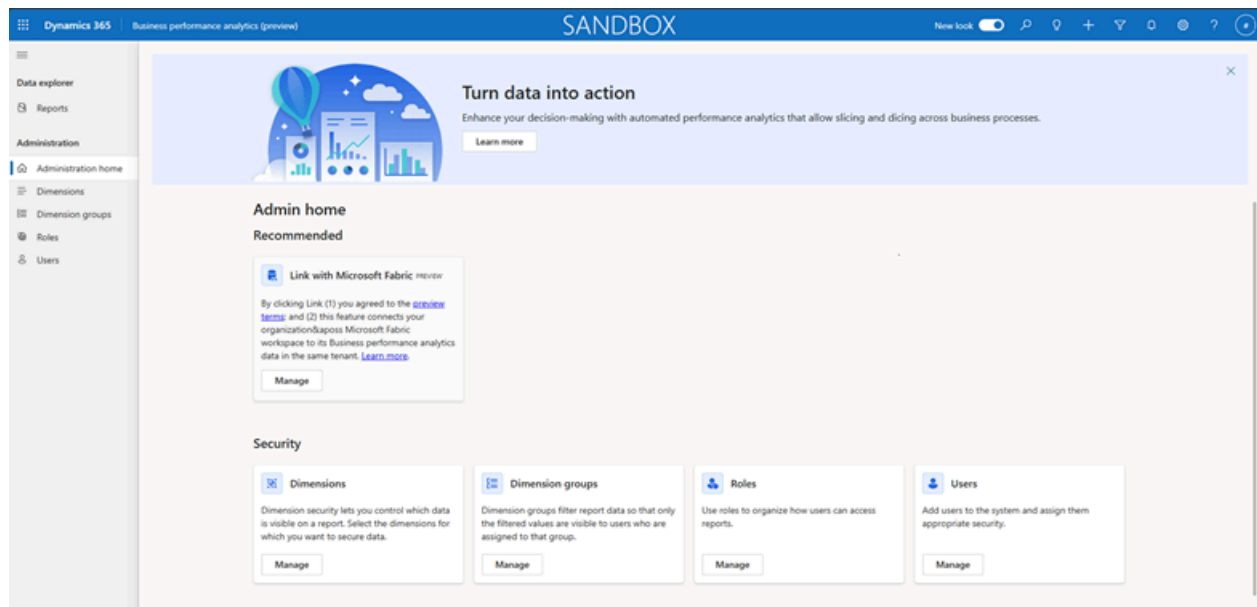 Dynamics 365 Business performance analytics (preview) SANDBOX New look
Data explorer
Reports
Administration
Administration home
Dimensions
Dimension groups
Roles
Users
Turn data into action
Enhance your decision-making with automated performance analytics that allow slicing and dicing across business processes.
Learn more
Admin home
Recommended
Link with Microsoft Fabric PREVIEW
By clicking Link (1) you agreed to the preview
terms; and (2) this feature connects your
organization&aposs Microsoft Fabric
workspace to its Business performance analytics
data in the same tenant. Learn more.
Manage
Security
Dimensions
Dimension security lets you control which data
is visible on a report. Select the dimensions for
which you want to secure data.
Manage
Dimension groups
Dimension groups filter report data so that only
the filtered values are visible to users who are
assigned to that group.
Manage
Roles
Use roles to organize how users can access
reports.
Manage
Users
Add users to the system and assign them
appropriate security.
Manage